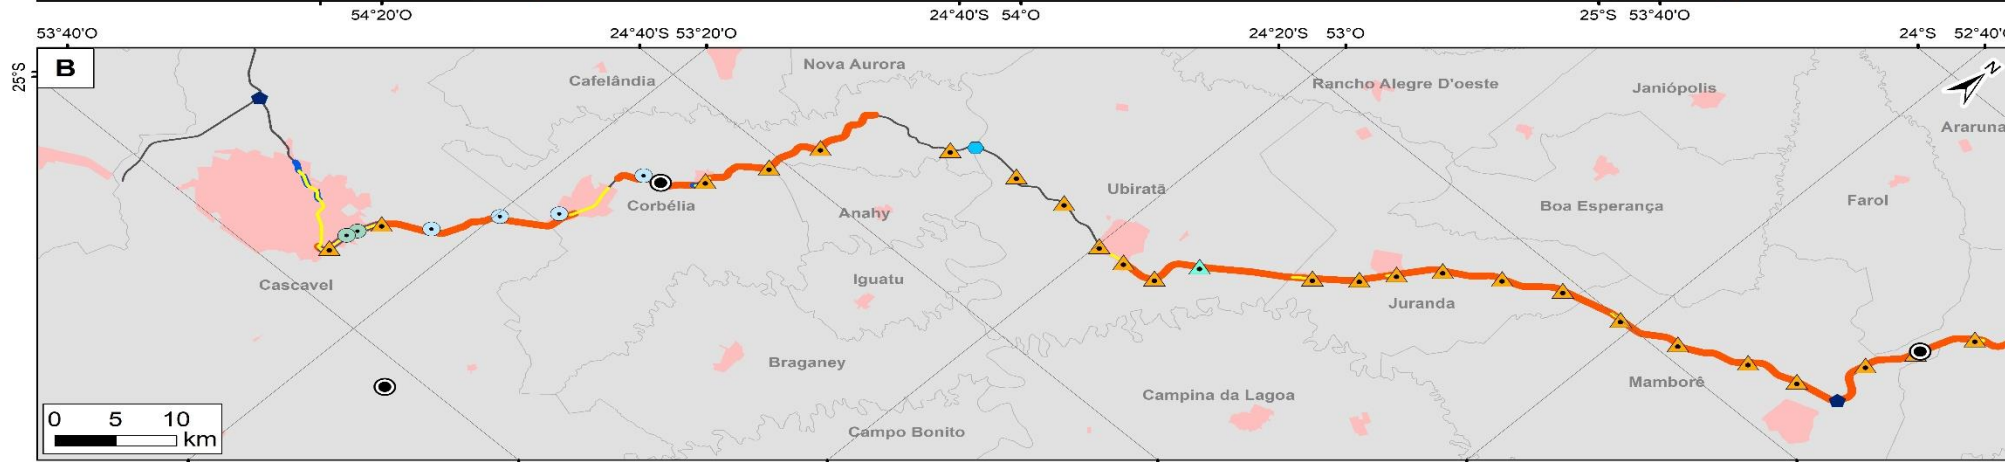 54°20'O 24°40'S 54°O 25°S 53°40'O
53°40'O 24°40'S 53°20'O 24°20'S 53°O 24°S 52°40'O
25°S
B
N
Nova Aurora
Cafelândia
Rancho Alegre D'oeste
Janiópolis
Araruna
Ubiratã
Corbélia
Anahy
Boa Esperança
Farol
Cascavel
Iguatu
Juranda
Braganey
Mamborê
Campina da Lagoa
Campo Bonito
0 5 10
km